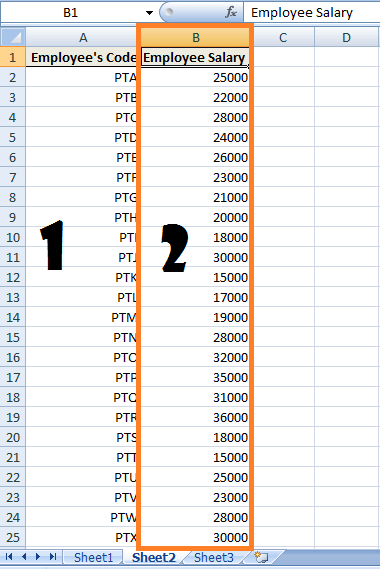 B1 fx Employee Salary
A B C D
1 Employee's Code Employee Salary
2 PTA 25000
3 PTB 22000
4 PTC 28000
5 PTD 24000
6 PTE 26000
7 PTF 23000
8 PTG 21000
9 PTH 20000
10 PTI 18000
11 PTJ 30000
12 PTK 15000
13 PTL 17000
14 PTM 19000
15 PTN 28000
16 PTO 32000
17 PTP 35000
18 PTQ 31000
19 PTR 36000
20 PTS 18000
21 PTT 15000
22 PTU 25000
23 PTV 23000
24 PTW 28000
25 PTX 30000
1 2
Sheet1 Sheet2 Sheet3